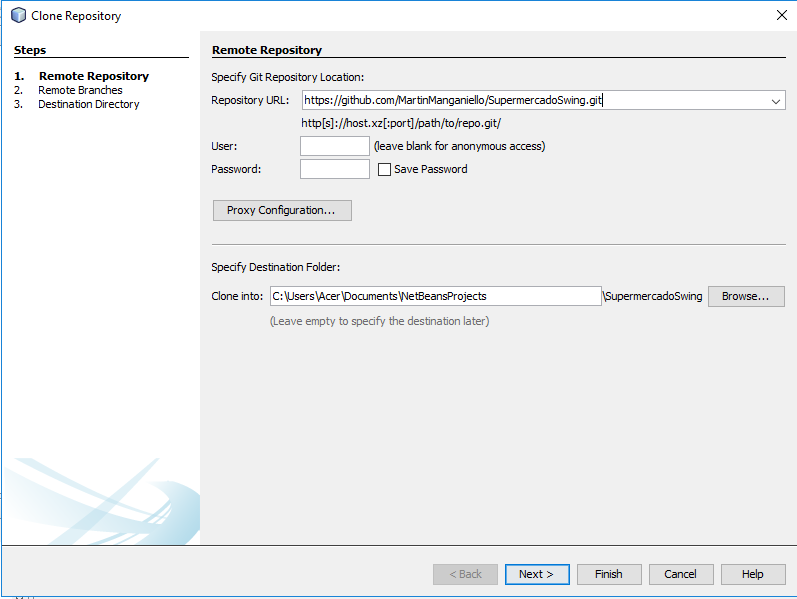 Clone Repository
Steps
1. Remote Repository
2. Remote Branches
3. Destination Directory
Remote Repository
Specify Git Repository Location:
Repository URL: https://github.com/MartinManganiello/SupermercadoSwing.git
http[s]://host.xz[:port]/path/to/repo.git/
User: (leave blank for anonymous access)
Password: Save Password
Proxy Configuration...
Specify Destination Folder:
Clone into: C:\Users\Acer\Documents\NetBeansProjects \SupermercadoSwing Browse...
(Leave empty to specify the destination later)
< Back Next > Finish Cancel Help